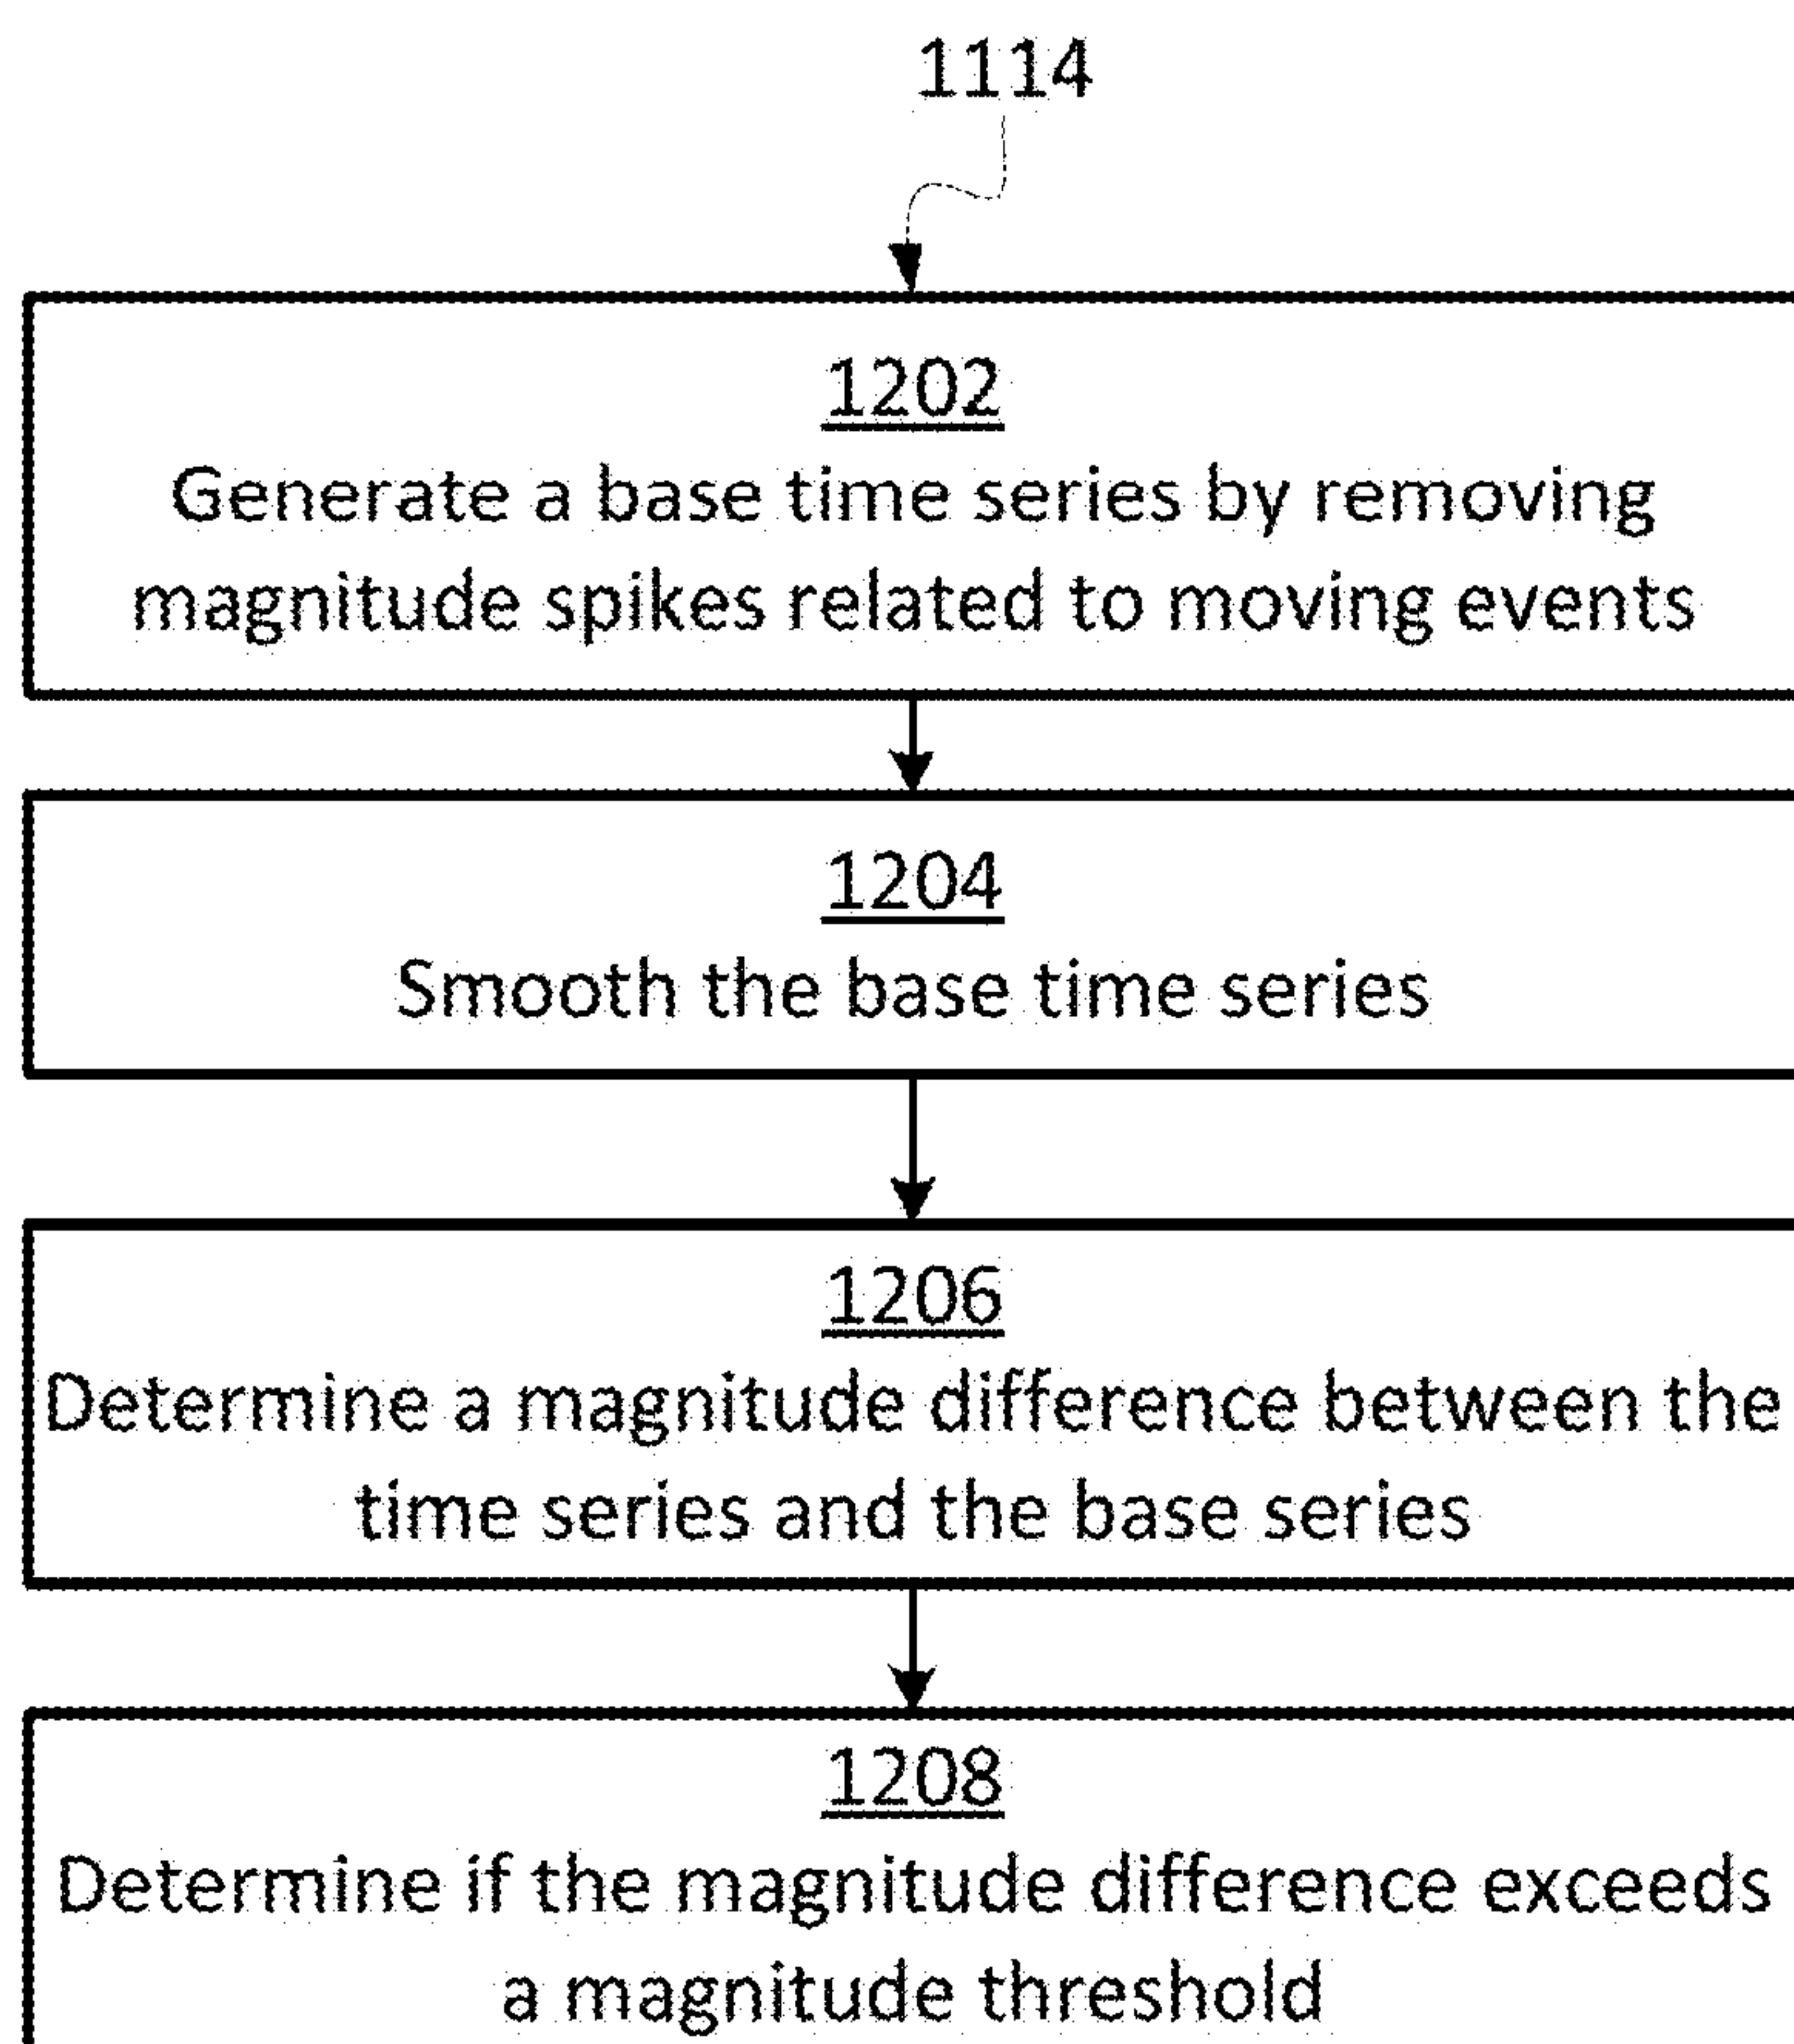 1114
1202
Generate a base time series by removing
magnitude spikes related to moving events
1204
Smooth the base time series
1206
Determine a magnitude difference between the
time series and the base series
1208
Determine if the magnitude difference exceeds
a magnitude threshold